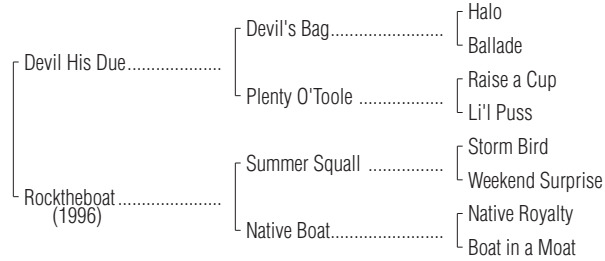 Halo
Devil's Bag....................
Ballade
Devil His Due.................
Raise a Cup
Plenty O'Toole ...............
Li'l Puss
Storm Bird
Summer Squall .............
Weekend Surprise
Rocktheboat..................
(1996)
Native Royalty
Native Boat....................
Boat in a Moat